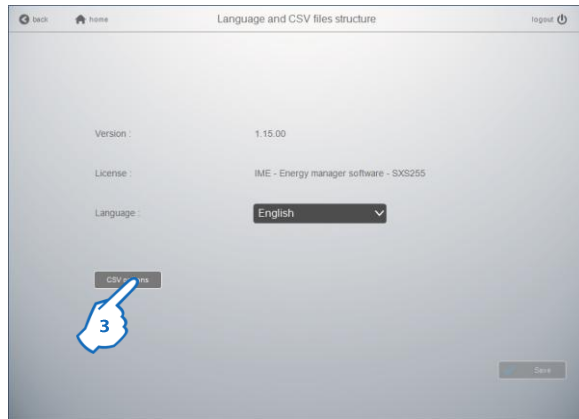 back home Language and CSV files structure logout
Version : 1.15.00
License : IME - Energy manager software - SXS255
Language : English
CSV
3
Save